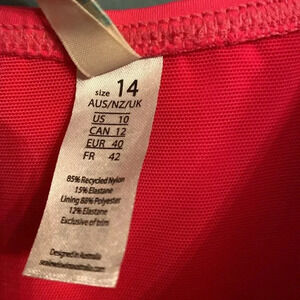 size 14
AUS/NZ/UK
US 10
CAN 12
EUR 40
FR 42
85% Recycled Nylon
15% Elastane
Lining 88% Polyester
12% Elastane
Exclusive of trim
Designed in Australia